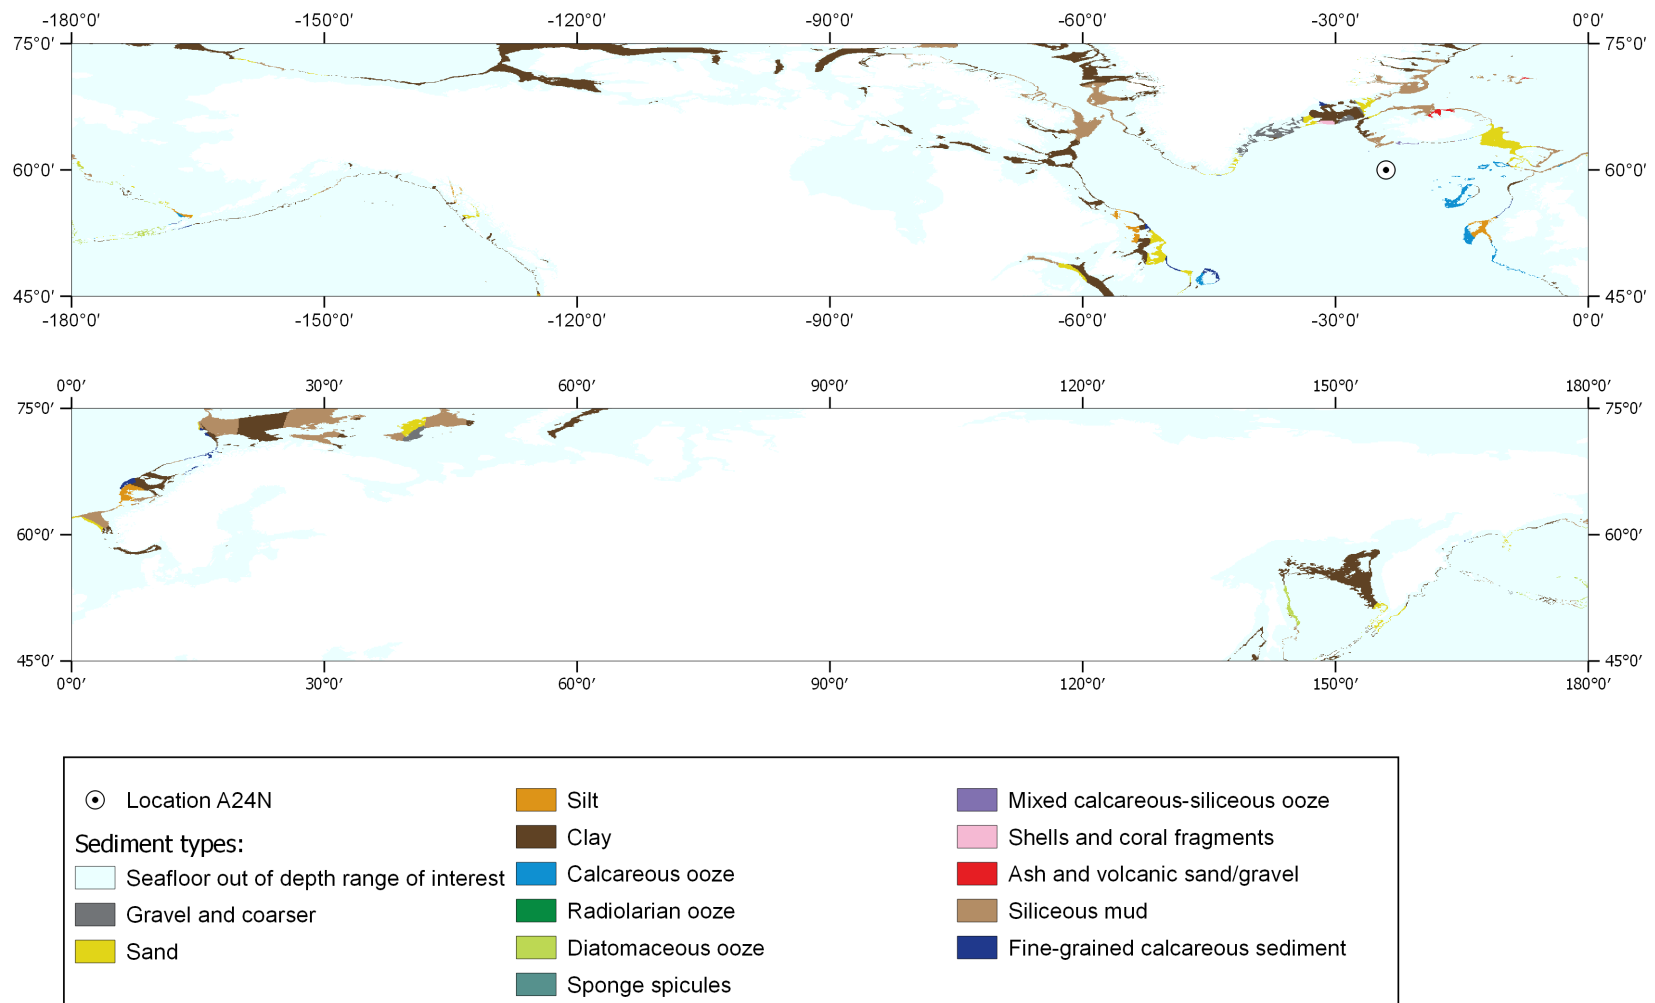 -180°0′ -150°0′ -120°0′ -90°0′ -60°0′ -30°0′ 0°0′
75°0′ 75°0′
60°0′ 60°0′
45°0′ 45°0′
-180°0′ -150°0′ -120°0′ -90°0′ -60°0′ -30°0′ 0°0′
0°0′ 30°0′ 60°0′ 90°0′ 120°0′ 150°0′ 180°0′
75°0′ 75°0′
60°0′ 60°0′
45°0′ 45°0′
0°0′ 30°0′ 60°0′ 90°0′ 120°0′ 150°0′ 180°0′
Location A24N
Sediment types:
Seafloor out of depth range of interest
Gravel and coarser
Sand
Silt
Clay
Calcareous ooze
Radiolarian ooze
Diatomaceous ooze
Sponge spicules
Mixed calcareous-siliceous ooze
Shells and coral fragments
Ash and volcanic sand/gravel
Siliceous mud
Fine-grained calcareous sediment